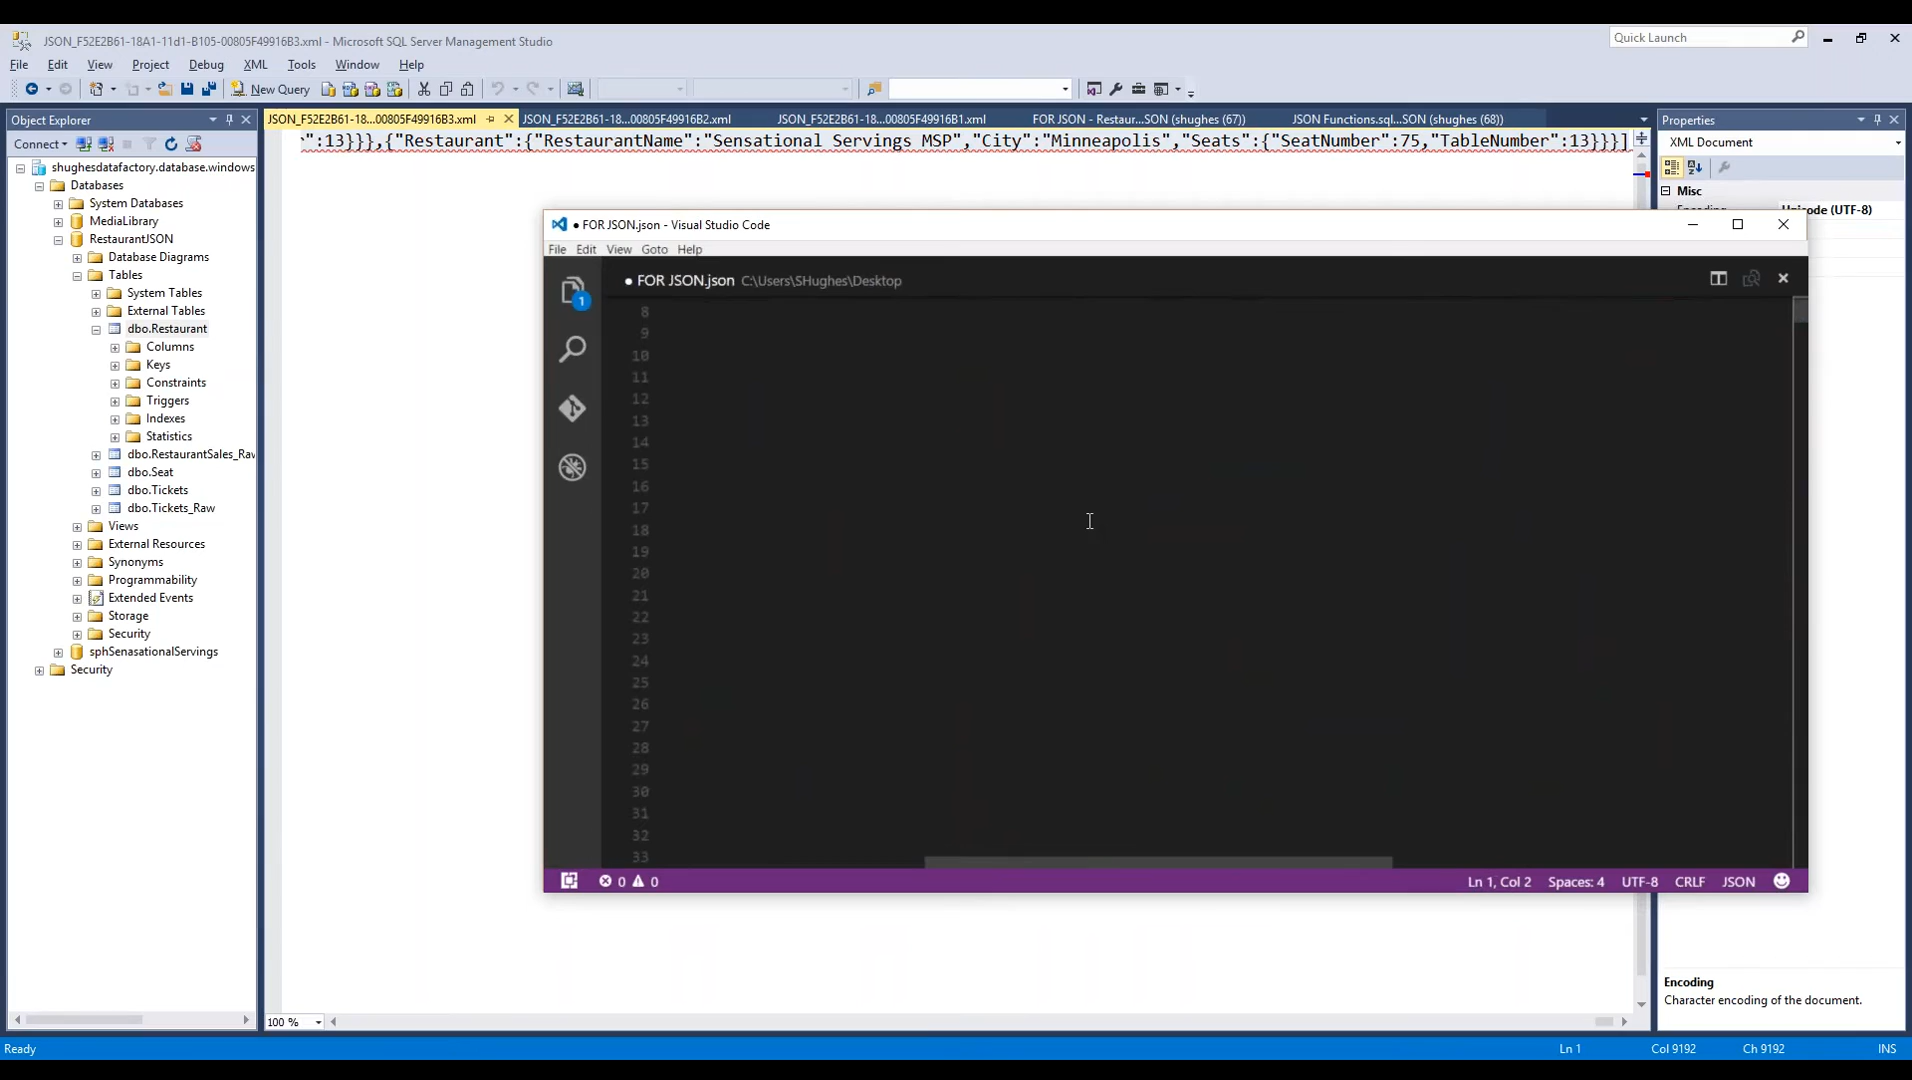 JSON_F52E2B61-18A1-11d1-B105-00805F49916B3.xml - Microsoft SQL Server Management Studio
Quick Launch
File Edit View Project Debug XML Tools Window Help
New Query
Object Explorer
JSON_F52E2B61-18...00805F49916B3.xml
JSON_F52E2B61-18...00805F49916B2.xml
JSON_F52E2B61-18...00805F49916B1.xml
FOR JSON - Restaur...SON (shughes (67))
JSON Functions.sql...SON (shughes (68))
Properties
Connect
":13}}},{"Restaurant":{"RestaurantName":"Sensational Servings MSP","City":"Minneapolis","Seats":{"SeatNumber":75,"TableNumber":13}}}]
XML Document
shughesdatafactory.database.windows
Databases
System Databases
MediaLibrary
RestaurantJSON
Database Diagrams
Tables
System Tables
External Tables
dbo.Restaurant
Columns
Keys
Constraints
Triggers
Indexes
Statistics
dbo.RestaurantSales_Raw
dbo.Seat
dbo.Tickets
dbo.Tickets_Raw
Views
External Resources
Synonyms
Programmability
Extended Events
Storage
Security
sphSenasationalServings
Security
Misc
Unicode (UTF-8)
● FOR JSON.json - Visual Studio Code
File Edit View Goto Help
1
● FOR JSON.json C:\Users\SHughes\Desktop
8
9
10
11
12
13
14
15
16
17
18
19
20
21
22
23
24
25
26
27
28
29
30
31
32
33
0 0
Ln 1, Col 2 Spaces: 4 UTF-8 CRLF JSON
Encoding
Character encoding of the document.
100 %
Ready
Ln 1 Col 9192 Ch 9192 INS